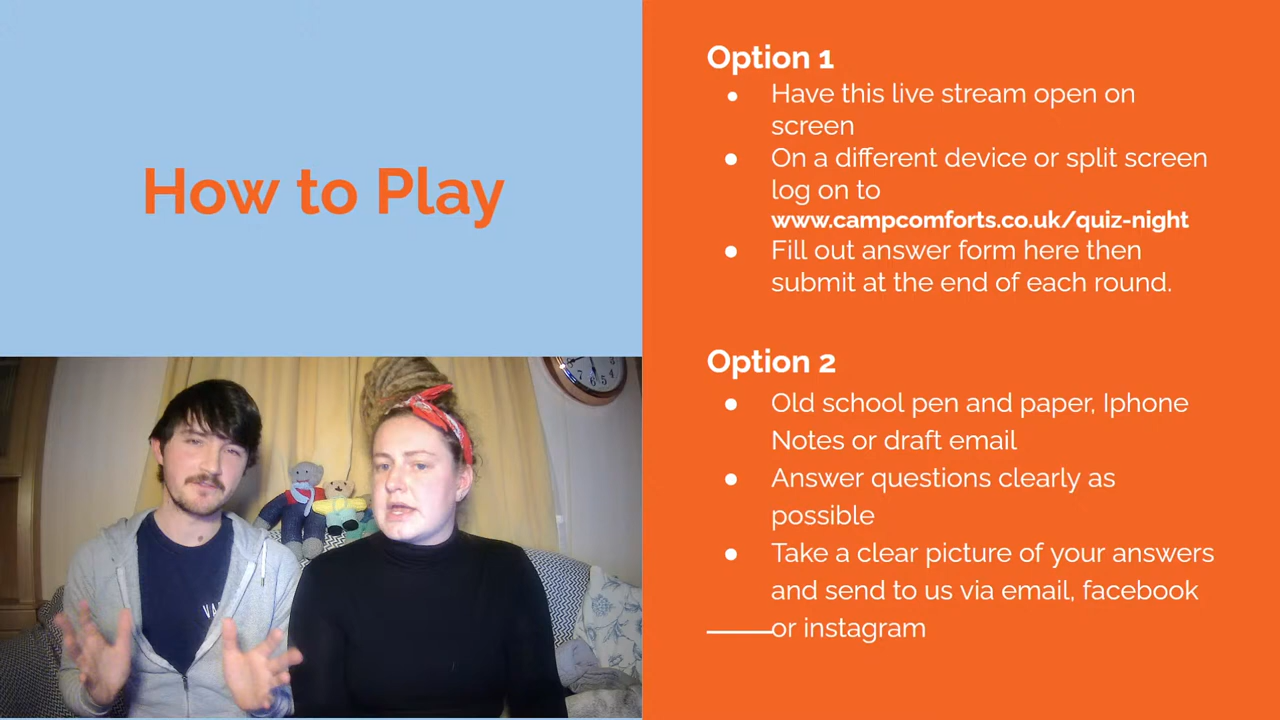 How to Play
Option 1
● Have this live stream open on
screen
● On a different device or split screen
log on to
www.campcomforts.co.uk/quiz-night
● Fill out answer form here then
submit at the end of each round.
Option 2
● Old school pen and paper, Iphone
Notes or draft email
● Answer questions clearly as
possible
● Take a clear picture of your answers
and send to us via email, facebook
or instagram